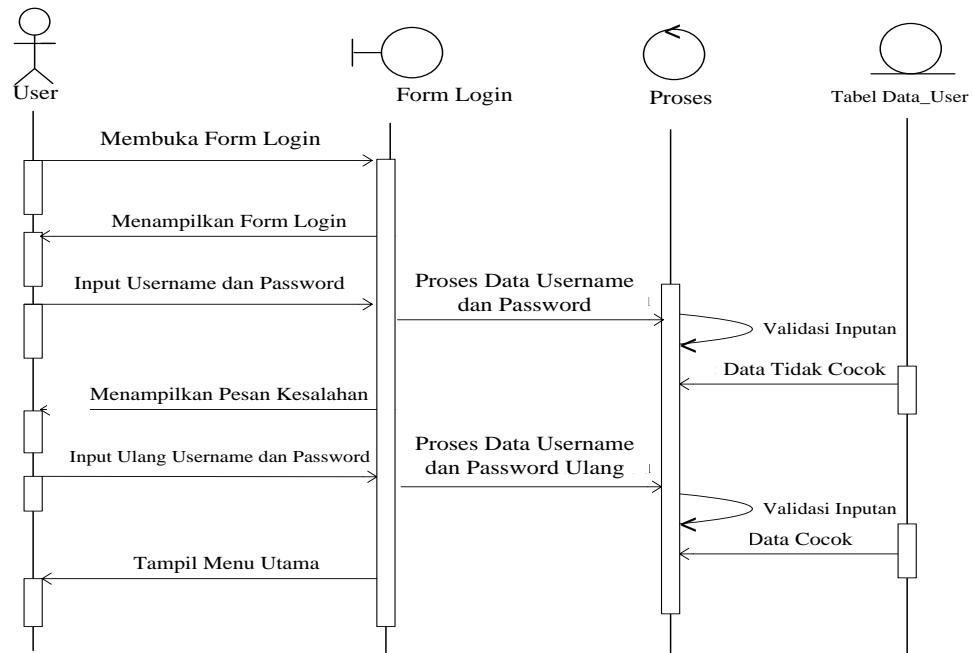 User
Form Login
Proses
Tabel Data_User
Membuka Form Login
Menampilkan Form Login
Input Username dan Password
Proses Data Username
dan Password
Validasi Inputan
Data Tidak Cocok
Menampilkan Pesan Kesalahan
Input Ulang Username dan Password
Proses Data Username
dan Password Ulang
Validasi Inputan
Data Cocok
Tampil Menu Utama